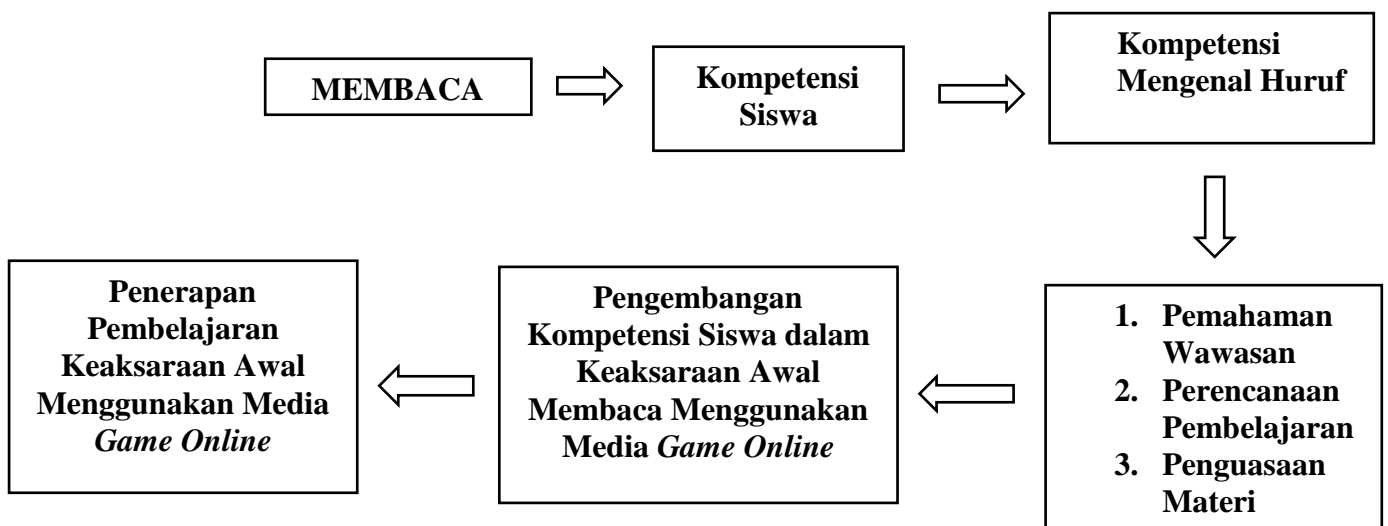 MEMBACA
Kompetensi
Siswa
Kompetensi
Mengenal Huruf
1. Pemahaman
Wawasan
2. Perencanaan
Pembelajaran
3. Penguasaan
Materi
Pengembangan
Kompetensi Siswa dalam
Keaksaraan Awal
Membaca Menggunakan
Media Game Online
Penerapan
Pembelajaran
Keaksaraan Awal
Menggunakan Media
Game Online